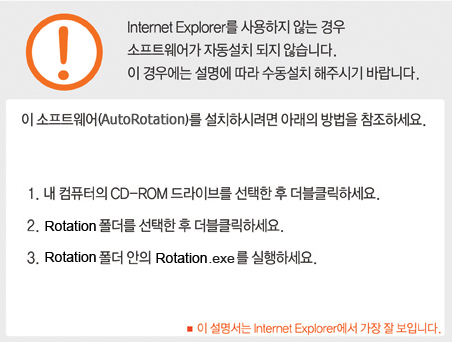 Internet Explorer를 사용하지 않는 경우
소프트웨어가 자동설치 되지 않습니다.
이 경우에는 설명에 따라 수동설치 해주시기 바랍니다.
이 소프트웨어(AutoRotation)를 설치하시려면 아래의 방법을 참조하세요.
1. 내 컴퓨터의 CD-ROM 드라이브를 선택한 후 더블클릭하세요.
2. Rotation 폴더를 선택한 후 더블클릭하세요.
3. Rotation 폴더 안의 Rotation.exe 를 실행하세요.
■ 이 설명서는 Internet Explorer에서 가장 잘 보입니다.